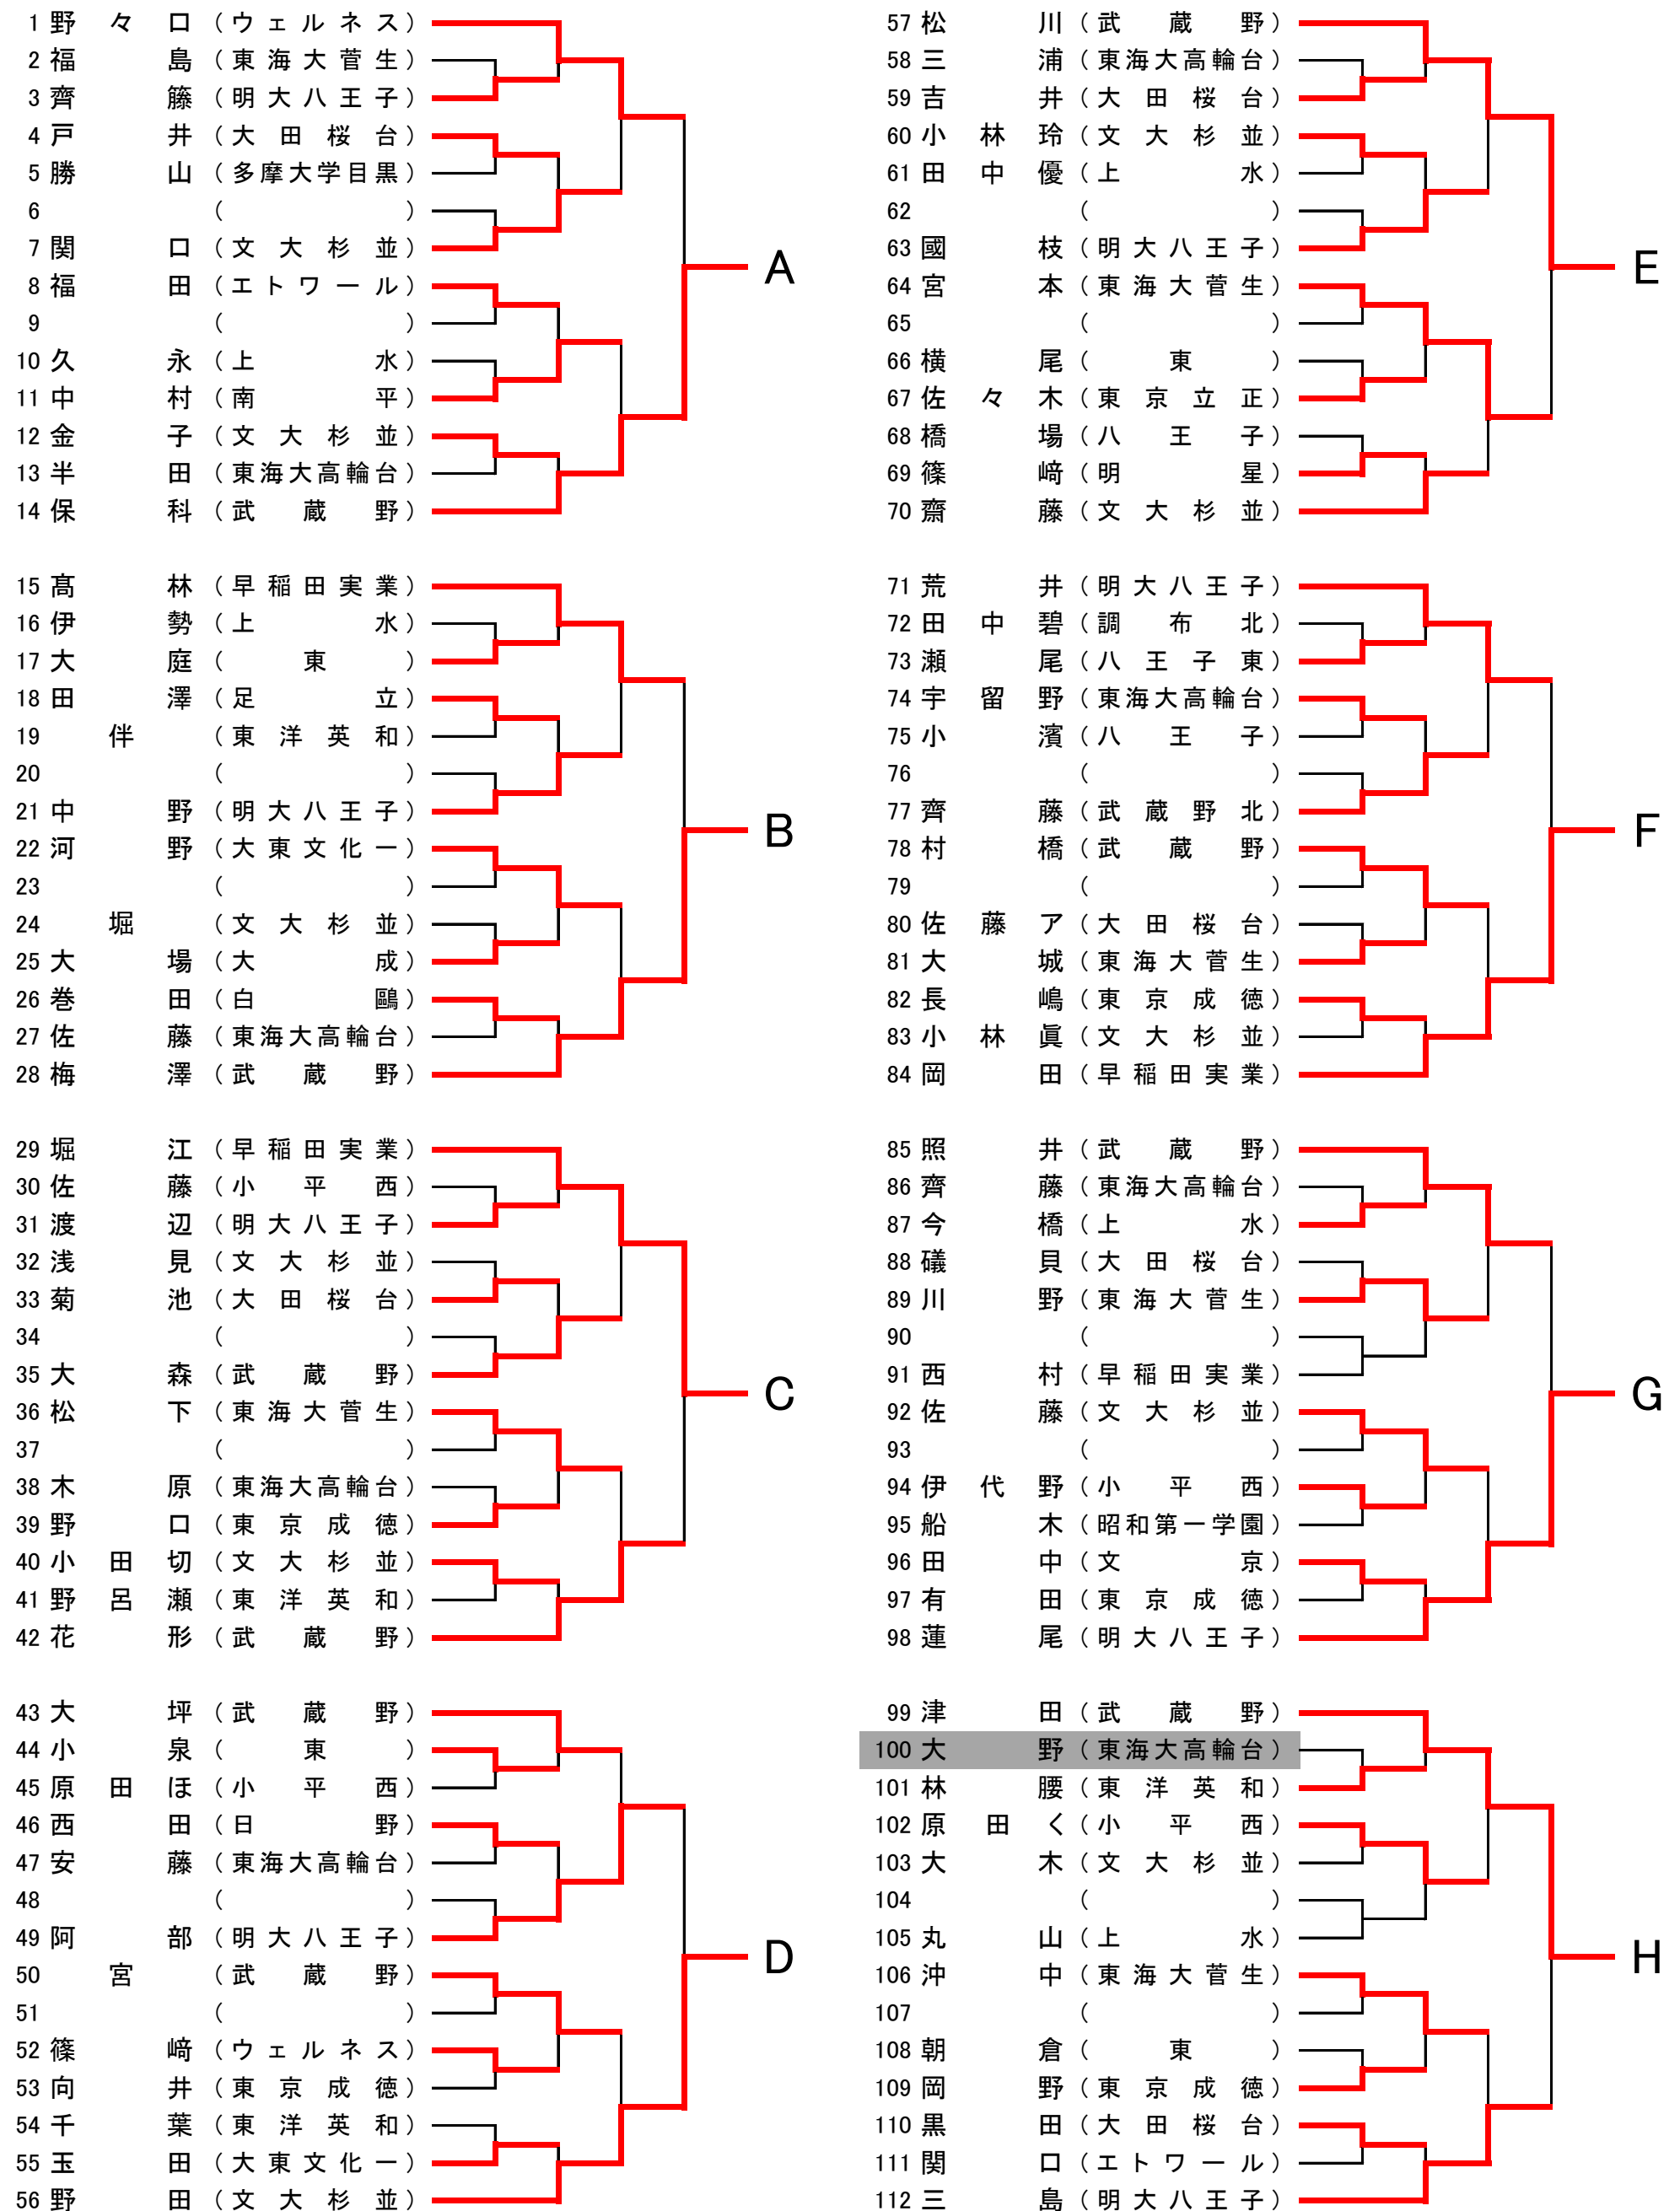 1 野々口 (ウェルネス)
2 福島 (東海大菅生)
3 齊籐 (明大八王子)
4 戸井 (大田桜台)
5 勝山 (多摩大学目黒)
6 ( )
7 関口 (文大杉並)
8 福田 (エトワール)
9 ( )
10 久永 (上水)
11 中村 (南平)
12 金子 (文大杉並)
13 半田 (東海大高輪台)
14 保科 (武蔵野)
A
15 髙林 (早稲田実業)
16 伊勢 (上水)
17 大庭 (東)
18 田澤 (足立)
19 伴 (東洋英和)
20 ( )
21 中野 (明大八王子)
22 河野 (大東文化一)
23 ( )
24 堀 (文大杉並)
25 大場 (大成)
26 巻田 (白鷗)
27 佐藤 (東海大高輪台)
28 梅澤 (武蔵野)
B
29 堀江 (早稲田実業)
30 佐藤 (小平西)
31 渡辺 (明大八王子)
32 浅見 (文大杉並)
33 菊池 (大田桜台)
34 ( )
35 大森 (武蔵野)
36 松下 (東海大菅生)
37 ( )
38 木原 (東海大高輪台)
39 野口 (東京成徳)
40 小田切 (文大杉並)
41 野呂瀬 (東洋英和)
42 花形 (武蔵野)
C
43 大坪 (武蔵野)
44 小泉 (東)
45 原田ほ (小平西)
46 西田 (日野)
47 安藤 (東海大高輪台)
48 ( )
49 阿部 (明大八王子)
50 宮 (武蔵野)
51 ( )
52 篠﨑 (ウェルネス)
53 向井 (東京成徳)
54 千葉 (東洋英和)
55 玉田 (大東文化一)
56 野田 (文大杉並)
D
57 松川 (武蔵野)
58 三浦 (東海大高輪台)
59 吉井 (大田桜台)
60 小林玲 (文大杉並)
61 田中優 (上水)
62 ( )
63 國枝 (明大八王子)
64 宮本 (東海大菅生)
65 ( )
66 横尾 (東)
67 佐々木 (東京立正)
68 橋場 (八王子)
69 篠﨑 (明星)
70 齋藤 (文大杉並)
E
71 荒井 (明大八王子)
72 田中碧 (調布北)
73 瀬尾 (八王子東)
74 宇留野 (東海大高輪台)
75 小濱 (八王子)
76 ( )
77 齊藤 (武蔵野北)
78 村橋 (武蔵野)
79 ( )
80 佐藤ア (大田桜台)
81 大城 (東海大菅生)
82 長嶋 (東京成徳)
83 小林眞 (文大杉並)
84 岡田 (早稲田実業)
F
85 照井 (武蔵野)
86 齊藤 (東海大高輪台)
87 今橋 (上水)
88 礒貝 (大田桜台)
89 川野 (東海大菅生)
90 ( )
91 西村 (早稲田実業)
92 佐藤 (文大杉並)
93 ( )
94 伊代野 (小平西)
95 船木 (昭和第一学園)
96 田中 (文京)
97 有田 (東京成徳)
98 蓮尾 (明大八王子)
G
99 津田 (武蔵野)
100 大野 (東海大高輪台)
101 林腰 (東洋英和)
102 原田く (小平西)
103 大木 (文大杉並)
104 ( )
105 丸山 (上水)
106 沖中 (東海大菅生)
107 ( )
108 朝倉 (東)
109 岡野 (東京成徳)
110 黒田 (大田桜台)
111 関口 (エトワール)
112 三島 (明大八王子)
H